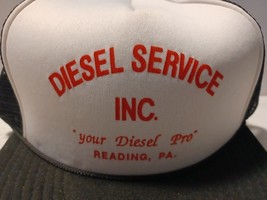 DIESEL SERVICE
INC.
"your Diesel Pro"
READING, PA.